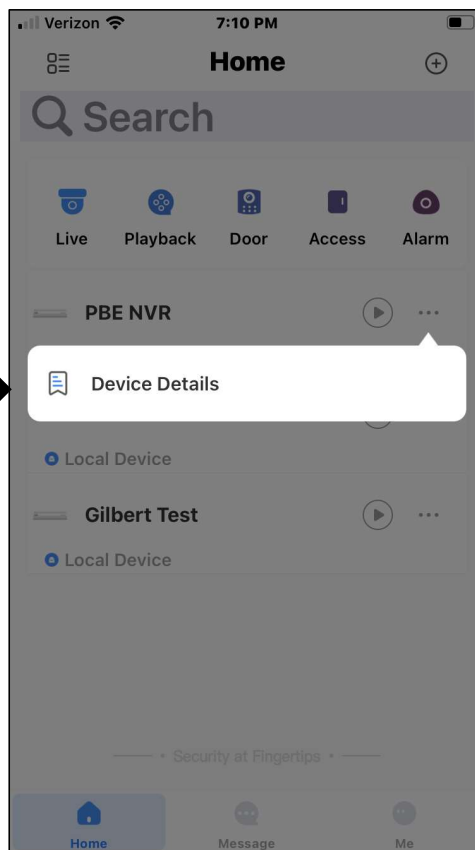 Verizon 7:10 PM
Home
Search
Live Playback Door Access Alarm
PBE NVR
Device Details
Local Device
Gilbert Test
Local Device
• Security at Fingertips •
Home Message Me